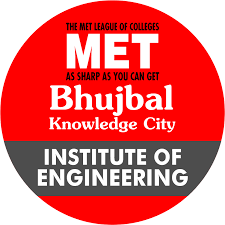 THE MET LEAGUE OF COLLEGES
MET
AS SHARP AS YOU CAN GET
Bhujbal
Knowledge City
INSTITUTE OF
ENGINEERING